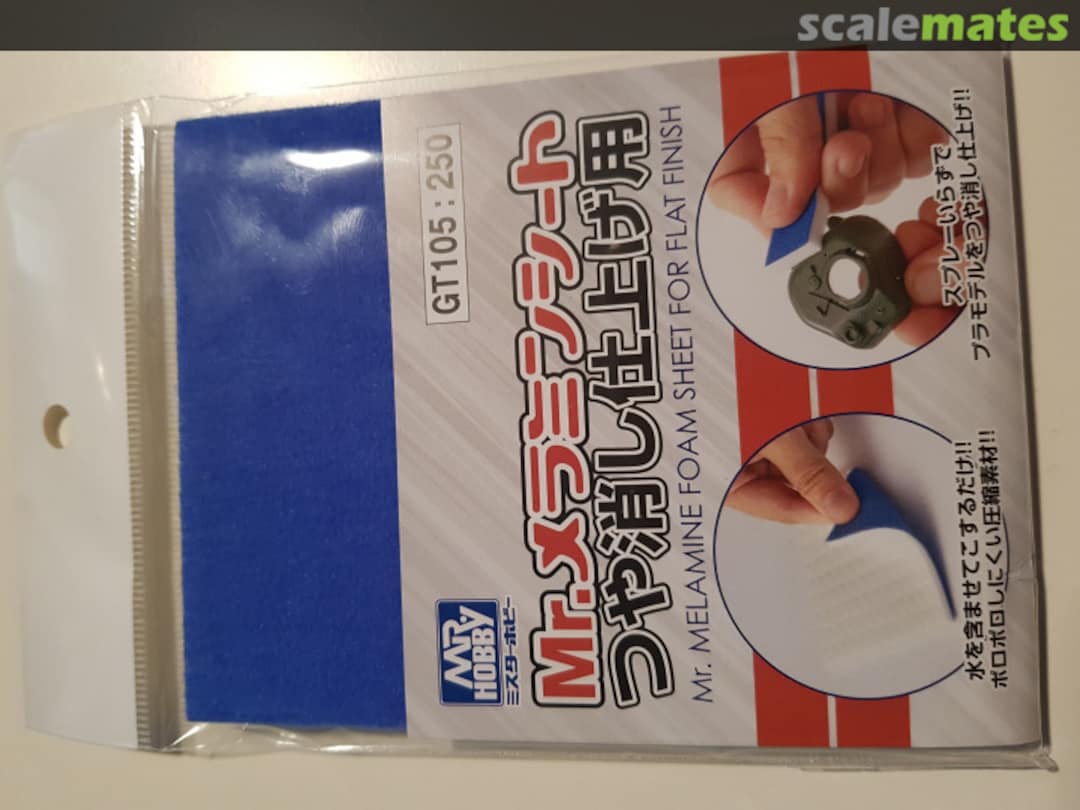 scalemates
GT105:250
MR
HOBBY
ミスターホビー
Mr.メラミンシート
つや消し仕上げ用
Mr. MELAMINE FOAM SHEET FOR FLAT FINISH
水を含ませてこするだけ!!
ボロボロしにくい圧縮素材!!
スプレーいらずで
プラモデルをつや消し仕上げ!!